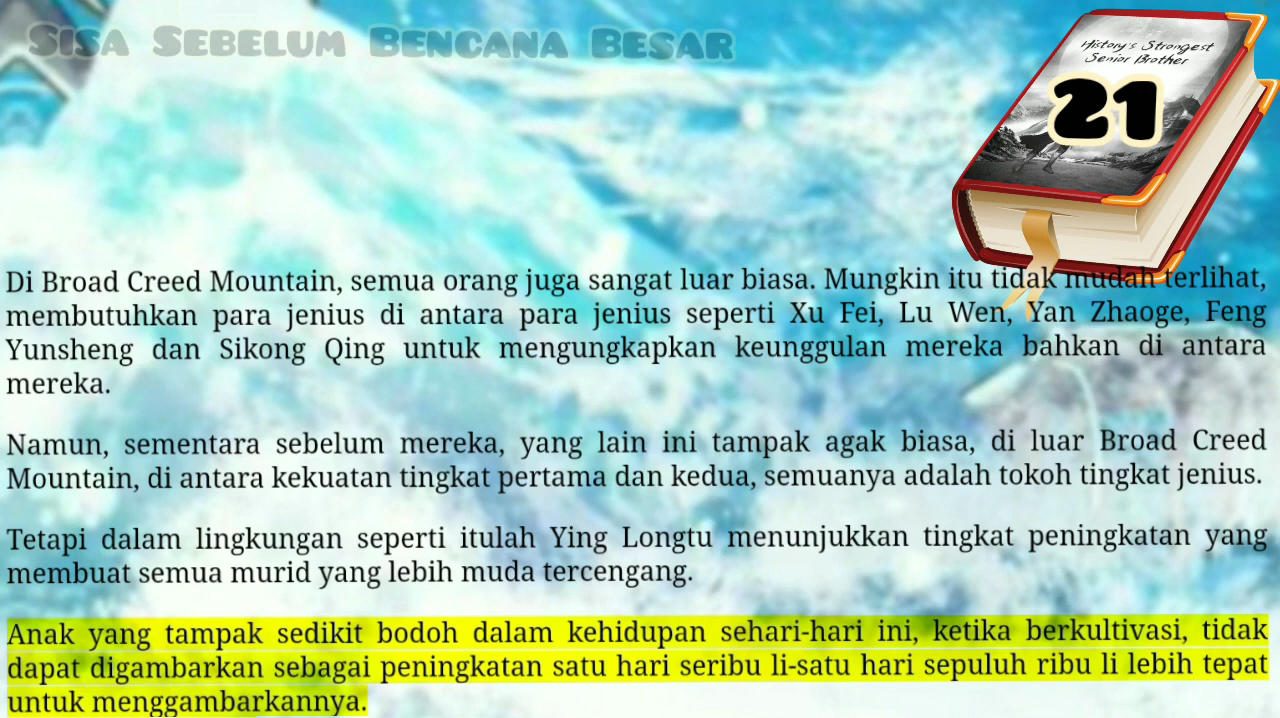 Sisa Sebelum Bencana Besar
History's Strongest
Senior Brother
21
Di Broad Creed Mountain, semua orang juga sangat luar biasa. Mungkin itu tidak mudah terlihat,
membutuhkan para jenius di antara para jenius seperti Xu Fei, Lu Wen, Yan Zhaoge, Feng
Yunsheng dan Sikong Qing untuk mengungkapkan keunggulan mereka bahkan di antara
mereka.
Namun, sementara sebelum mereka, yang lain ini tampak agak biasa, di luar Broad Creed
Mountain, di antara kekuatan tingkat pertama dan kedua, semuanya adalah tokoh tingkat jenius.
Tetapi dalam lingkungan seperti itulah Ying Longtu menunjukkan tingkat peningkatan yang
membuat semua murid yang lebih muda tercengang.
Anak yang tampak sedikit bodoh dalam kehidupan sehari-hari ini, ketika berkultivasi, tidak
dapat digambarkan sebagai peningkatan satu hari seribu li-satu hari sepuluh ribu li lebih tepat
untuk menggambarkannya.